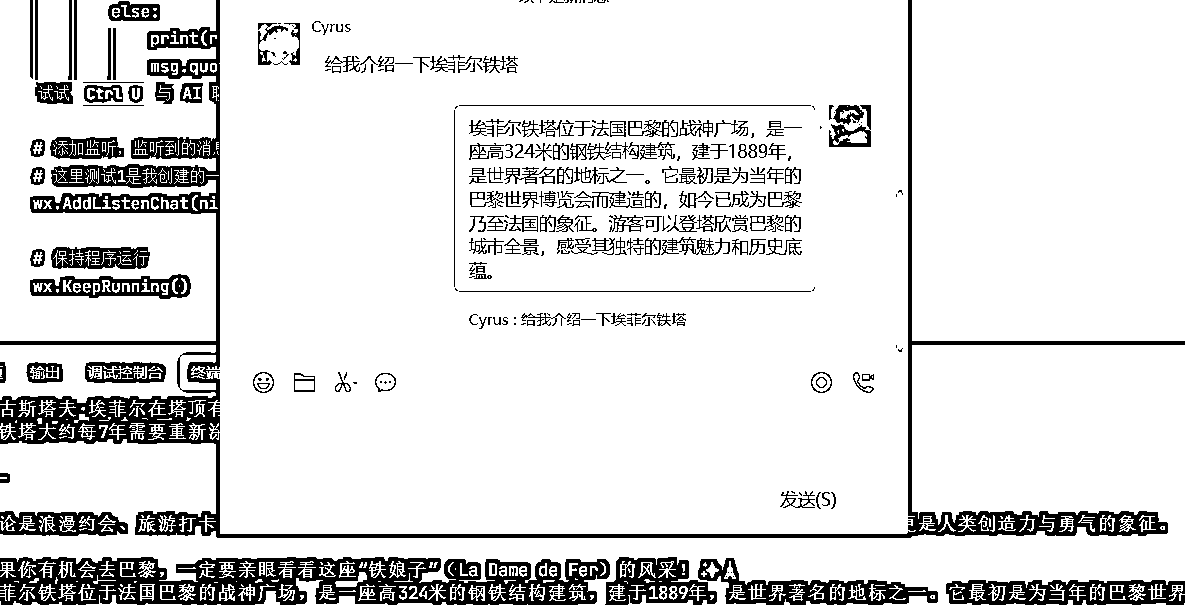 else:
Cyrus
print(r
给我介绍一下埃菲尔铁塔
msg.quo
试试 Ctrl U 与 AI
埃菲尔铁塔位于法国巴黎的战神广场，是一
座高324米的钢铁结构建筑，建于1889年，
是世界著名的地标之一。它最初是为当年的
巴黎世界博览会而建造的，如今已成为巴黎
乃至法国的象征。游客可以登塔欣赏巴黎的
城市全景，感受其独特的建筑魅力和历史底
蕴。
Cyrus : 给我介绍一下埃菲尔铁塔
# 添加监听，监听到的消息
# 这里测试1是我创建的一
wx.AddListenChat(ni
# 保持程序运行
wx.KeepRunning()
输出 调试控制台 终端
发送(S)
古斯塔夫·埃菲尔在塔顶有
铁塔大约每7年需要重新涂
论是浪漫约会、旅游打卡
是人类创造力与勇气的象征。
果你有机会去巴黎，一定要亲眼看看这座“铁娘子”（La Dame de Fer）的风采！
菲尔铁塔位于法国巴黎的战神广场，是一座高324米的钢铁结构建筑，建于1889年，是世界著名的地标之一。它最初是为当年的巴黎世界